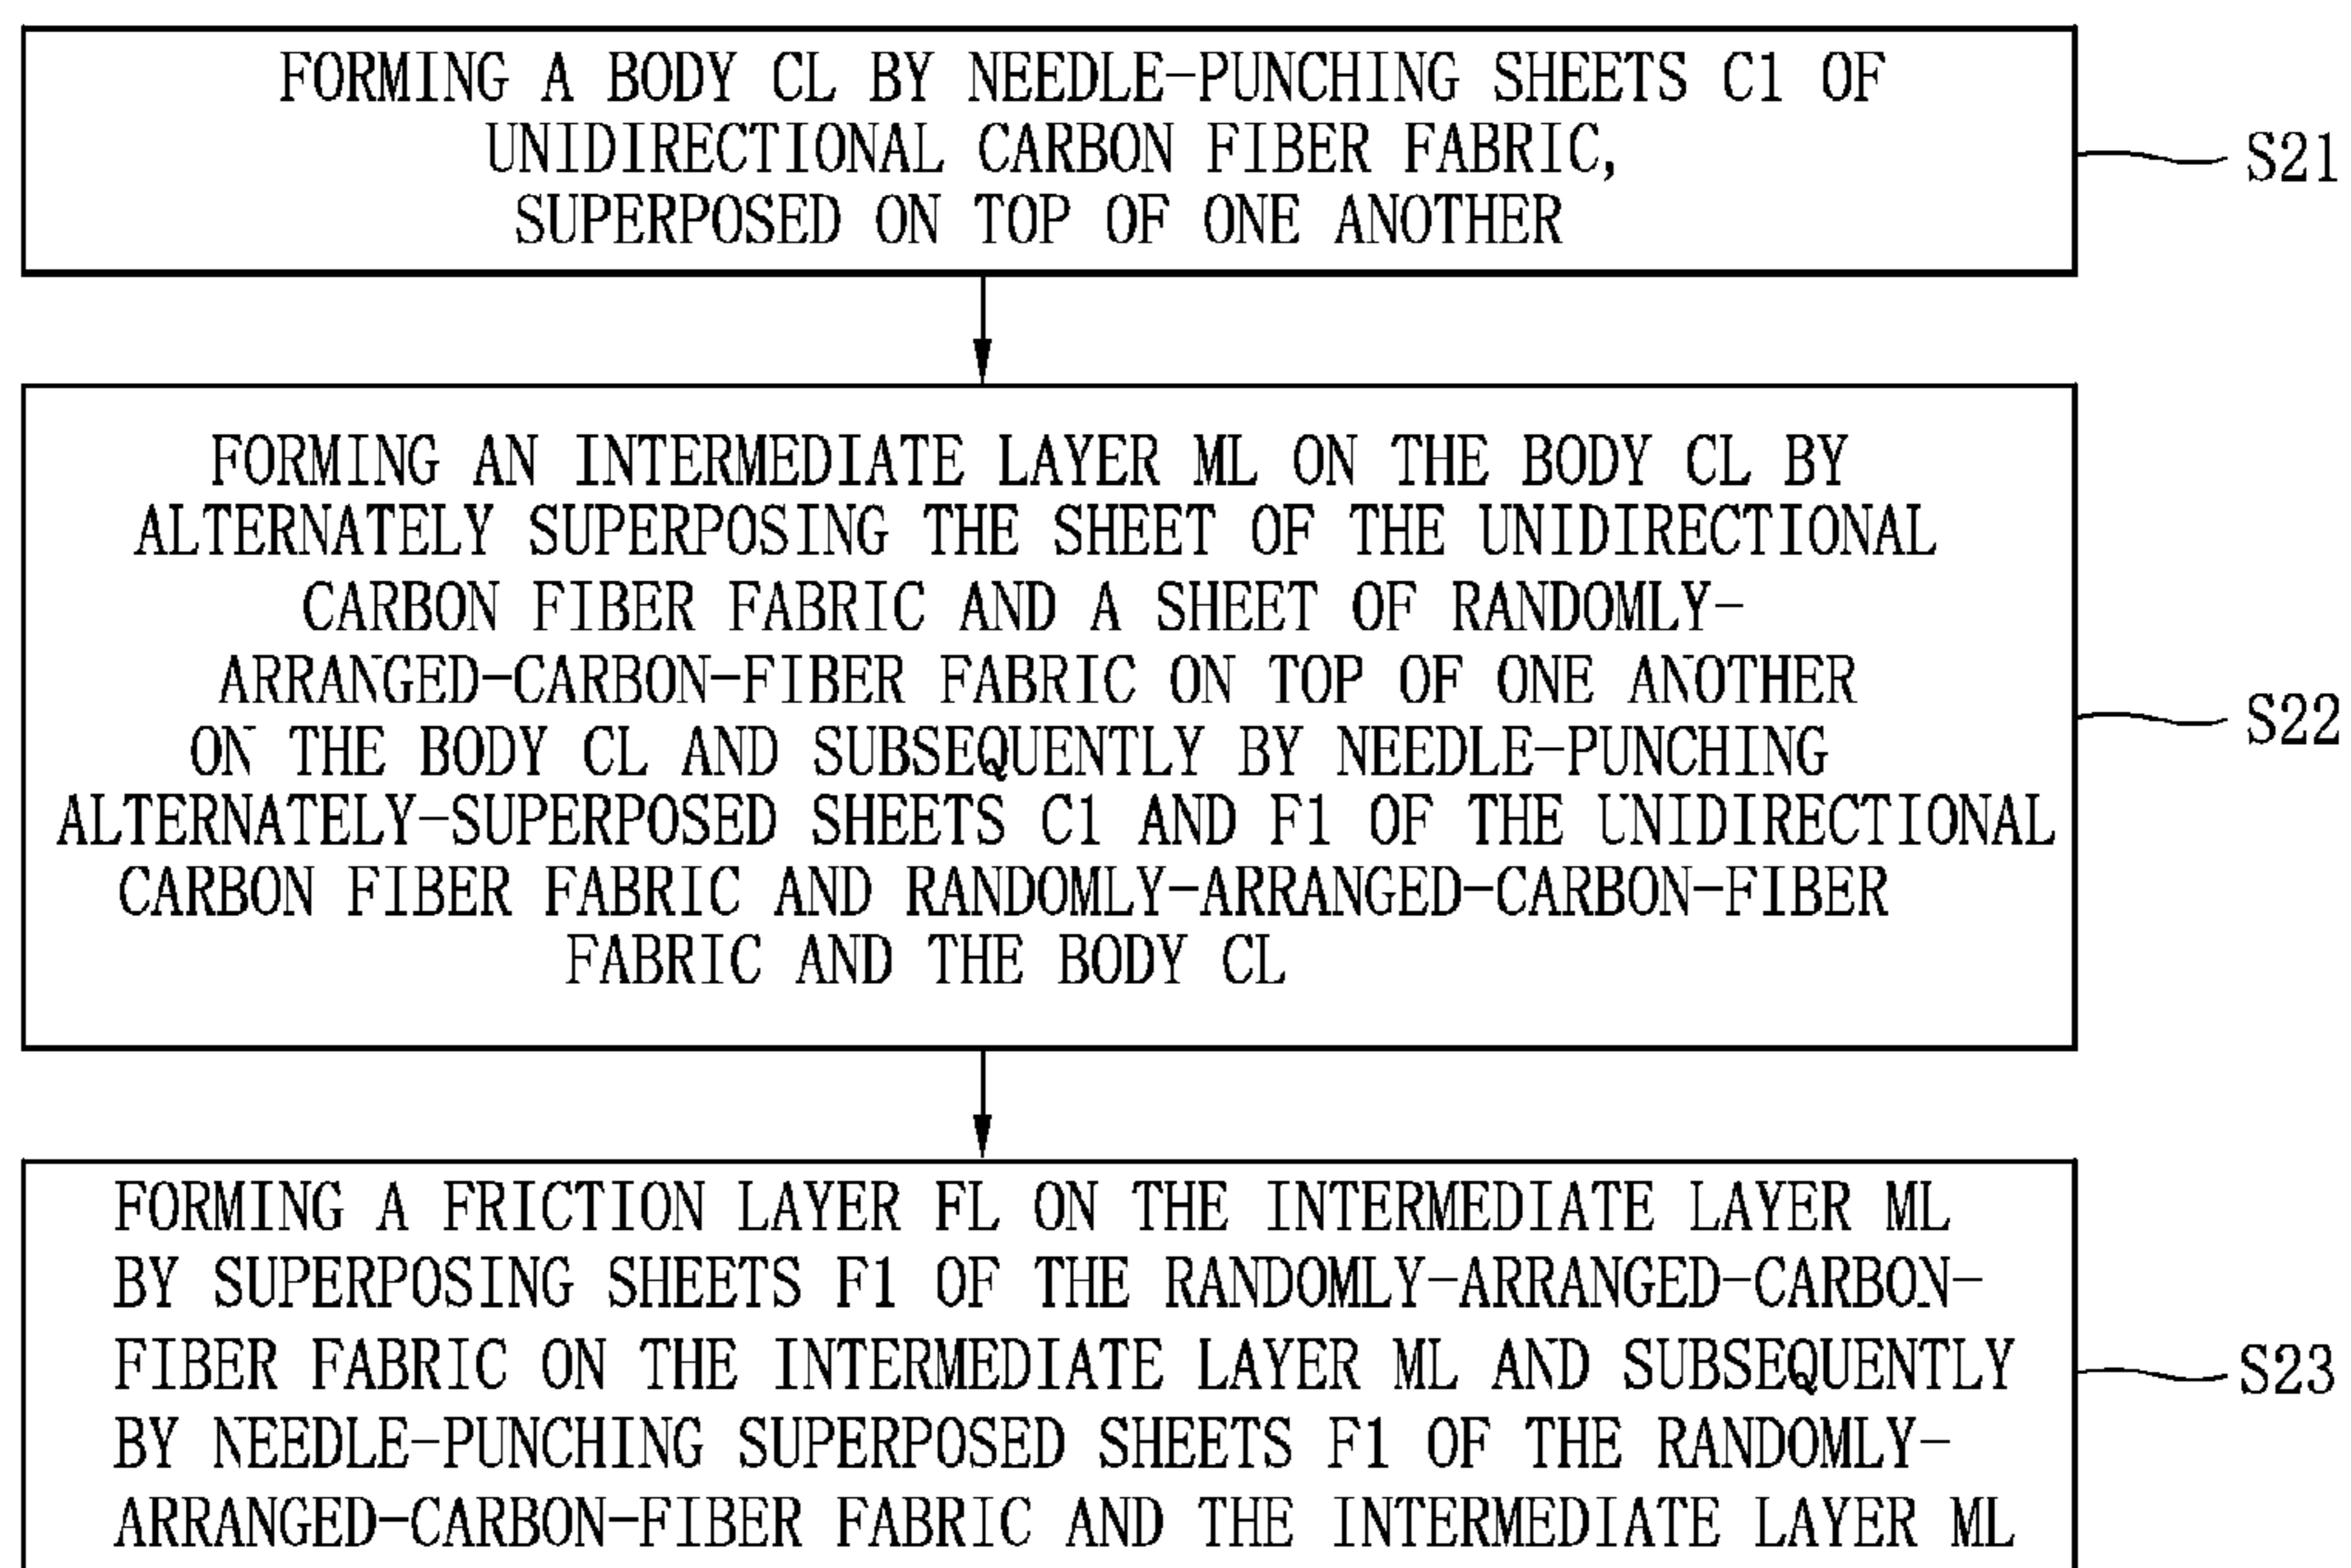 FORMING A BODY CL BY NEEDLE-PUNCHING SHEETS C1 OF
UNIDIRECTIONAL CARBON FIBER FABRIC,
SUPERPOSED ON TOP OF ONE ANOTHER
S21
FORMING AN INTERMEDIATE LAYER ML ON THE BODY CL BY
ALTERNATELY SUPERPOSING THE SHEET OF THE UNIDIRECTIONAL
CARBON FIBER FABRIC AND A SHEET OF RANDOMLY-
ARRANGED-CARBON-FIBER FABRIC ON TOP OF ONE ANOTHER
ON THE BODY CL AND SUBSEQUENTLY BY NEEDLE-PUNCHING
ALTERNATELY-SUPERPOSED SHEETS C1 AND F1 OF THE UNIDIRECTIONAL
CARBON FIBER FABRIC AND RANDOMLY-ARRANGED-CARBON-FIBER
FABRIC AND THE BODY CL
S22
FORMING A FRICTION LAYER FL ON THE INTERMEDIATE LAYER ML
BY SUPERPOSING SHEETS F1 OF THE RANDOMLY-ARRANGED-CARBON-
FIBER FABRIC ON THE INTERMEDIATE LAYER ML AND SUBSEQUENTLY
BY NEEDLE-PUNCHING SUPERPOSED SHEETS F1 OF THE RANDOMLY-
ARRANGED-CARBON-FIBER FABRIC AND THE INTERMEDIATE LAYER ML
S23